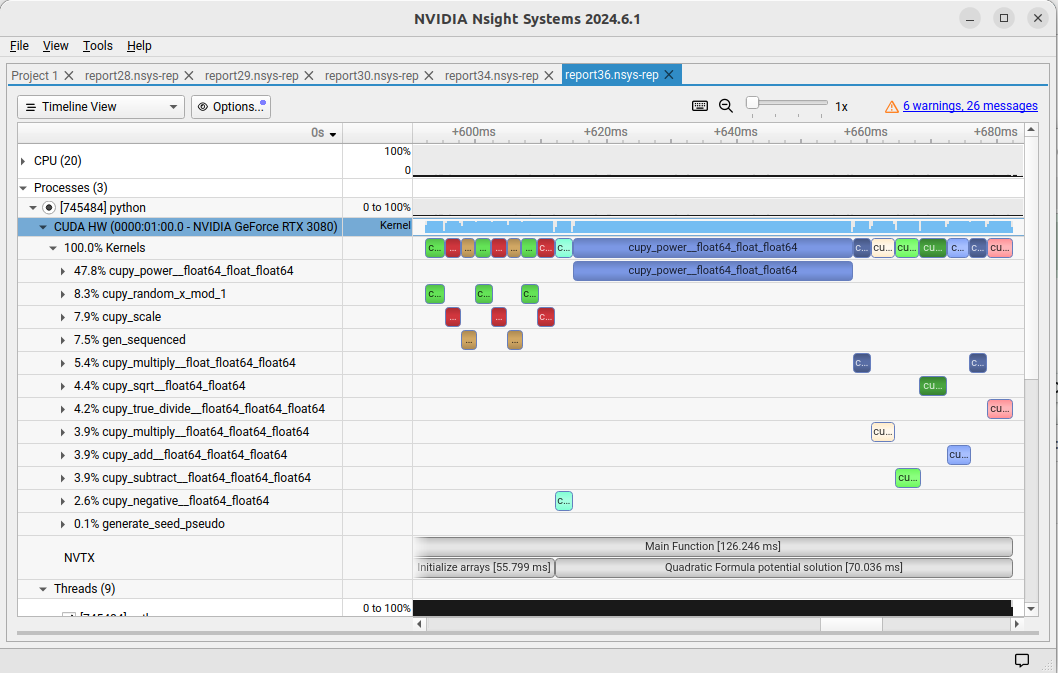 NVIDIA Nsight Systems 2024.6.1
File View Tools Help
Project 1 report28.nsys-rep report29.nsys-rep report30.nsys-rep report34.nsys-rep report36.nsys-rep
Timeline View Options... 1x 6 warnings, 26 messages
0s +600ms +620ms +640ms +660ms +680ms
CPU (20) 100%
0
Processes (3)
[745484] python 0 to 100%
CUDA HW (0000:01:00.0 - NVIDIA GeForce RTX 3080) Kernel
100.0% Kernels c... ... ... ... ... ... ... c... c... cupy_power__float64_float_float64 c... cu... cu... cu... c... c... cu...
47.8% cupy_power__float64_float_float64 cupy_power__float64_float_float64
8.3% cupy_random_x_mod_1 c... c... c...
7.9% cupy_scale ... ... c...
7.5% gen_sequenced ... ...
5.4% cupy_multiply__float_float64_float64 c... c...
4.4% cupy_sqrt__float64_float64 cu...
4.2% cupy_true_divide__float64_float64_float64 cu...
3.9% cupy_multiply__float64_float64_float64 cu...
3.9% cupy_add__float64_float64_float64 cu...
3.9% cupy_subtract__float64_float64_float64 cu...
2.6% cupy_negative__float64_float64 c...
0.1% generate_seed_pseudo
NVTX
Main Function [126.246 ms]
Initialize arrays [55.799 ms] Quadratic Formula potential solution [70.036 ms]
Threads (9)
0 to 100%